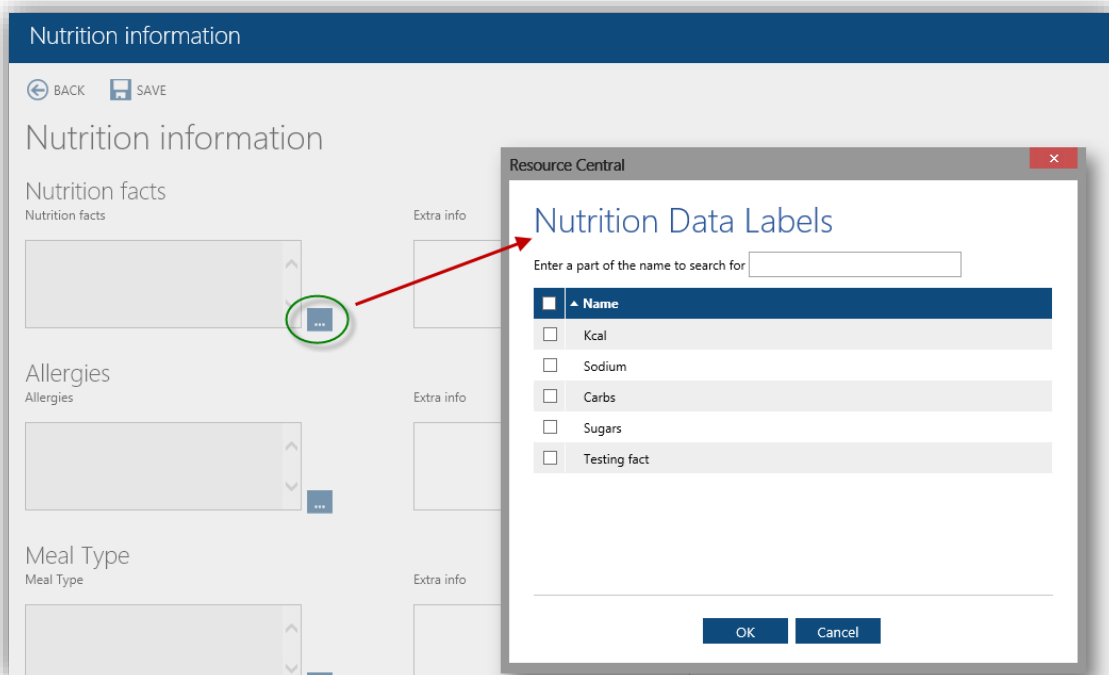 Nutrition information
BACK SAVE
Nutrition information
Nutrition facts
Nutrition facts Extra info
...
Allergies
Allergies Extra info
...
Meal Type
Meal Type Extra info
Resource Central
Nutrition Data Labels
Enter a part of the name to search for
Name
Kcal
Sodium
Carbs
Sugars
Testing fact
OK Cancel